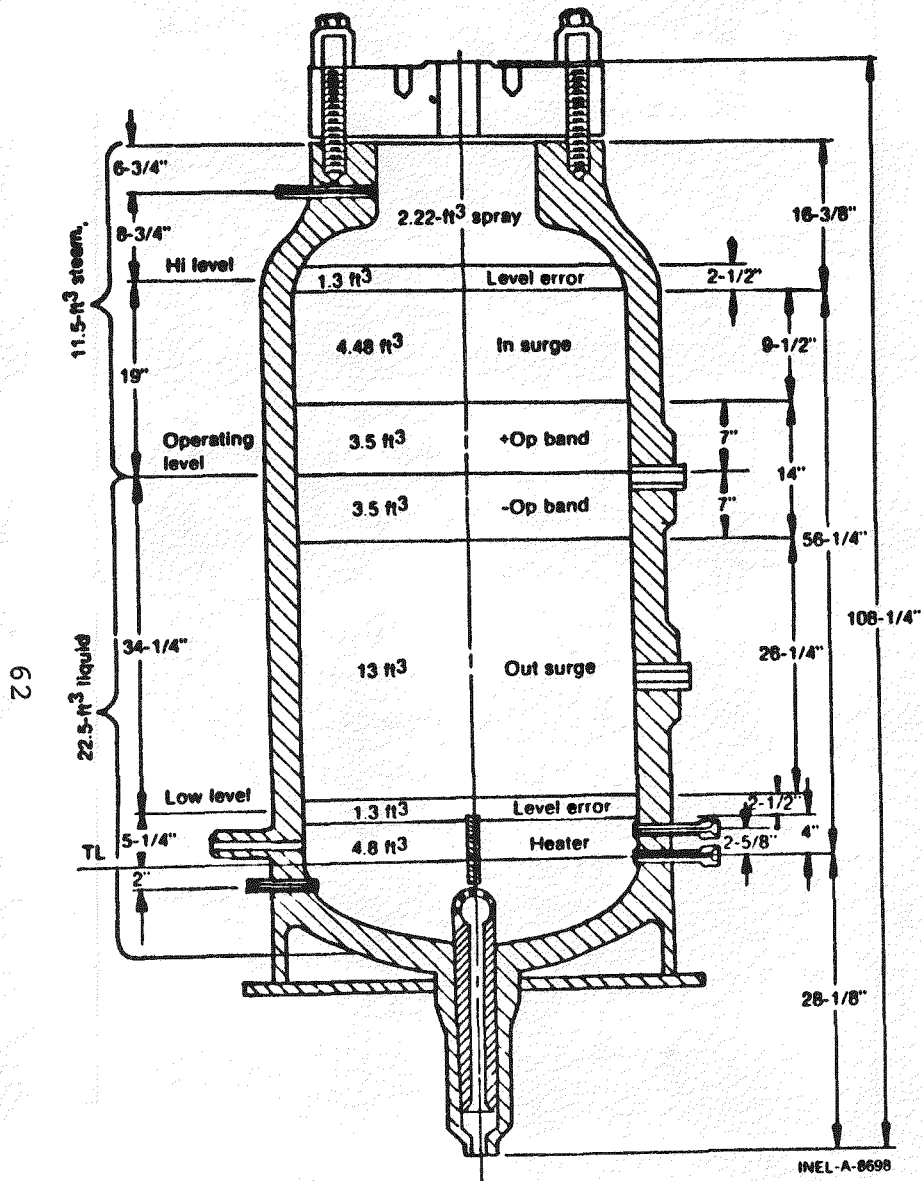 6-3/4"
8-3/4"
16-3/8"
2.22-ft³ spray
Hi level
1.3 ft³ Level error
2-1/2"
11.5-ft³ steam,
19"
4.48 ft³ In surge
9-1/2"
Operating
level
3.5 ft³ +Op band
7"
14"
3.5 ft³ -Op band
7"
56-1/4"
108-1/4"
22.5-ft³ liquid
34-1/4"
13 ft³ Out surge
26-1/4"
62
Low level
1.3 ft³ Level error
2-1/2"
5-1/4"
4.8 ft³ Heater
2-5/8"
4"
TL
2"
28-1/8"
INEL-A-8698